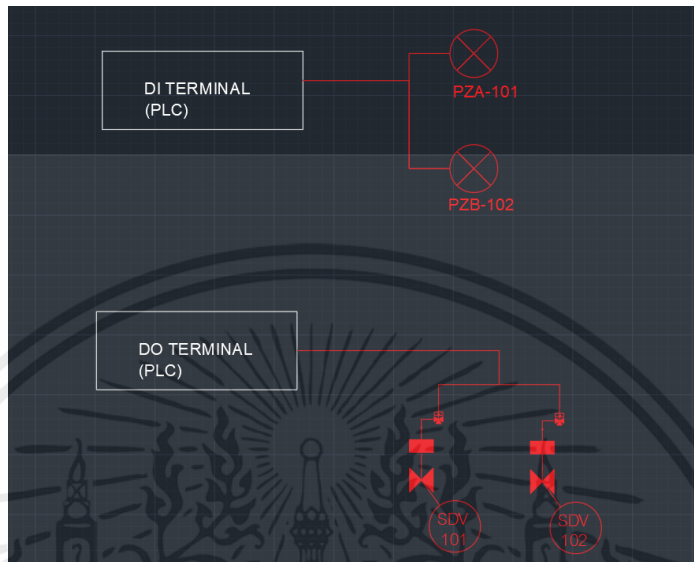 DI TERMINAL
(PLC)
PZA-101
PZB-102
DO TERMINAL
(PLC)
SDV
101
SDV
102